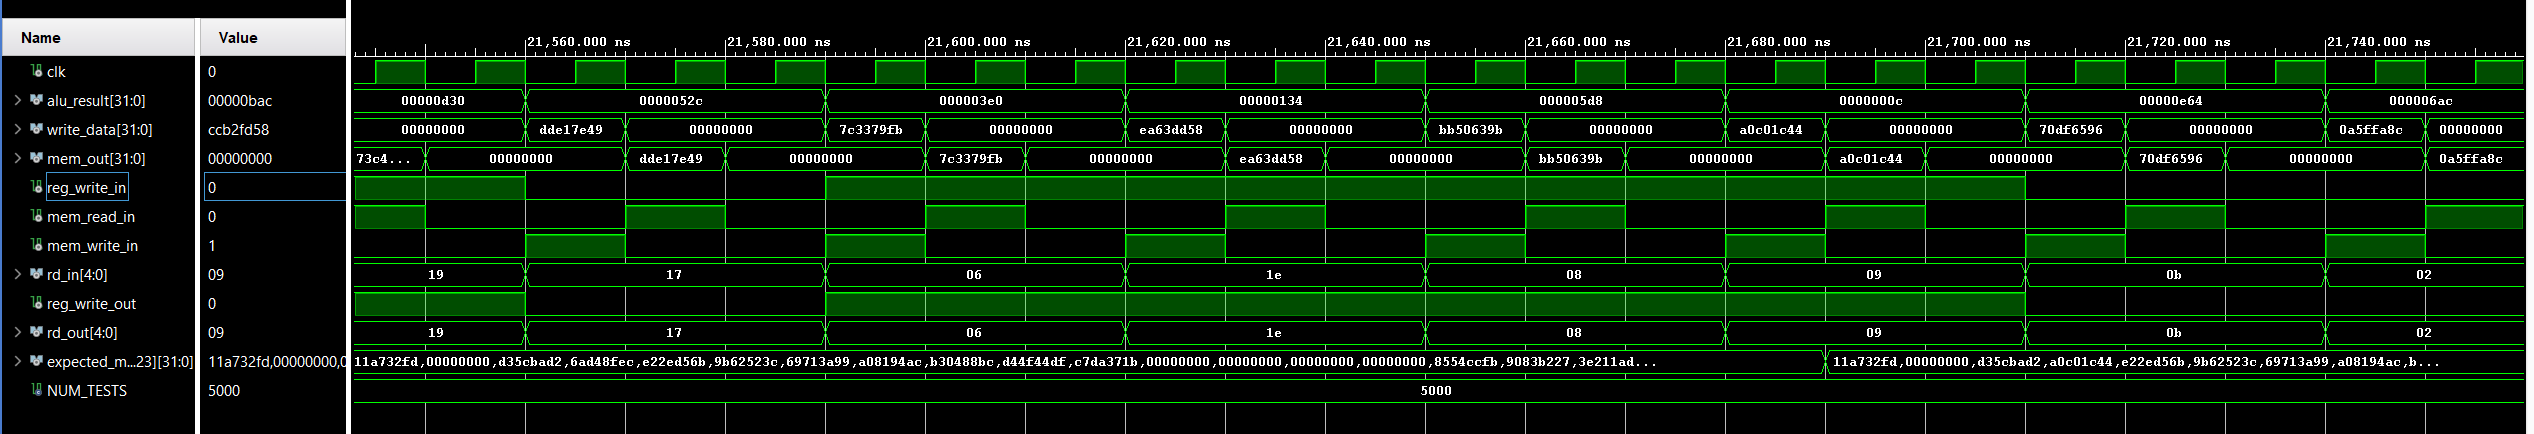 Name Value
21,560.000 ns 21,580.000 ns 21,600.000 ns 21,620.000 ns 21,640.000 ns 21,660.000 ns 21,680.000 ns 21,700.000 ns 21,720.000 ns 21,740.000 ns
clk 0
alu_result[31:0] 00000bac 00000d30 0000052c 000003e0 00000134 000005d8 0000000c 00000e64 000006ac
write_data[31:0] ccb2fd58 00000000 dde17e49 00000000 7c3379fb 00000000 ea63dd58 00000000 bb50639b 00000000 a0c01c44 00000000 70df6596 00000000 0a5ffa8c 00000000
mem_out[31:0] 00000000 73c4... 00000000 dde17e49 00000000 7c3379fb 00000000 ea63dd58 00000000 bb50639b 00000000 a0c01c44 00000000 70df6596 00000000 0a5ffa8c
reg_write_in 0
mem_read_in 0
mem_write_in 1
rd_in[4:0] 09 19 17 06 1e 08 09 0b 02
reg_write_out 0
rd_out[4:0] 09 19 17 06 1e 08 09 0b 02
expected_m...23][31:0] 11a732fd,00000000,0 11a732fd,00000000,d35cbad2,6ad48fec,e22ed56b,9b62523c,69713a99,a08194ac,b30488bc,d44f44df,c7da371b,00000000,00000000,00000000,00000000,8554ccfb,9083b227,3e211ad... 11a732fd,00000000,d35cbad2,a0c01c44,e22ed56b,9b62523c,69713a99,a08194ac,b...
NUM_TESTS 5000 5000